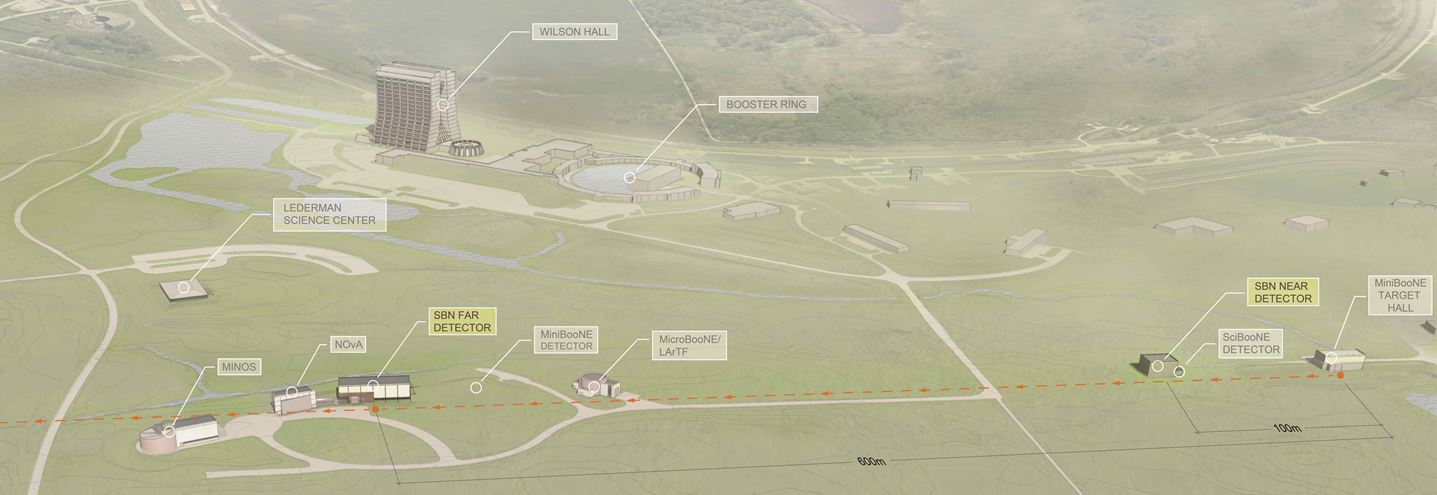 WILSON HALL
BOOSTER RING
LEDERMAN
SCIENCE CENTER
SBN NEAR
DETECTOR
MiniBooNE
TARGET
HALL
SBN FAR
DETECTOR
MiniBooNE
DETECTOR
MicroBooNE/
LArTF
SciBooNE
DETECTOR
NOvA
MINOS
100m
600m